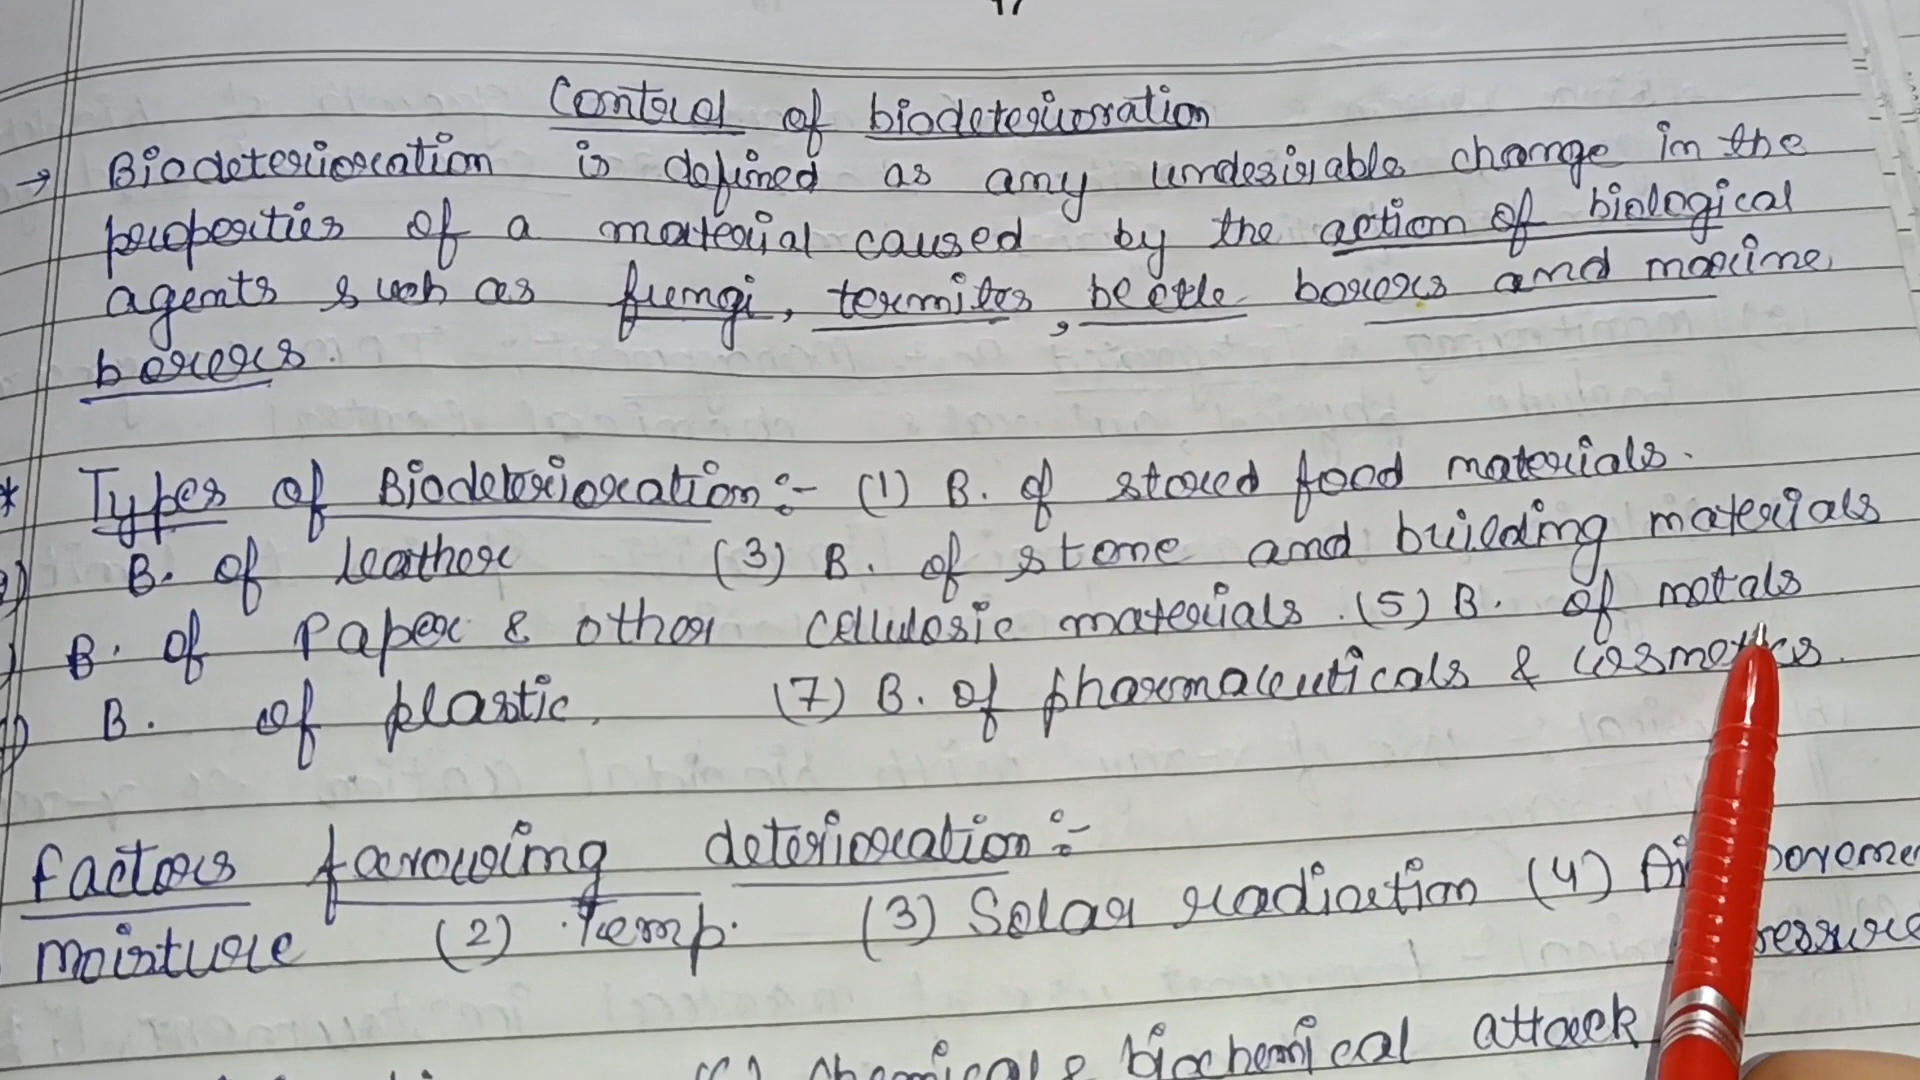 17
Control of biodeterioration
→ Biodeterioration is defined as any undesirable change in the
properties of a material caused by the action of biological
agents such as fungi, termites, beetle borers and marine
borers.
* Types of Biodeterioration :- (1) B. of stored food materials.
B. of leather (3) B. of stone and building materials
B. of Paper & other cellulosic materials. (5) B. of metals
B. of plastic. (7) B. of pharmaceuticals & Cosmetics.
Factors favouring deterioration :-
moisture (2) Temp. (3) Solar radiation (4)
chemical & biochemical attack